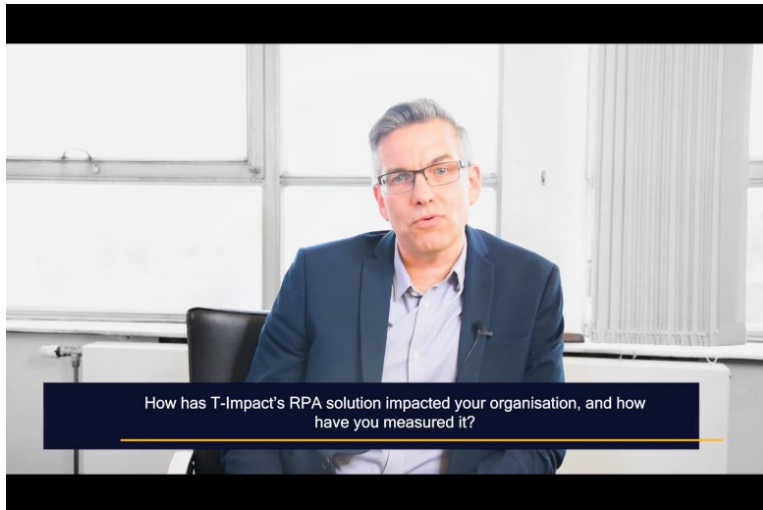 How has T-Impact's RPA solution impacted your organisation, and how
have you measured it?